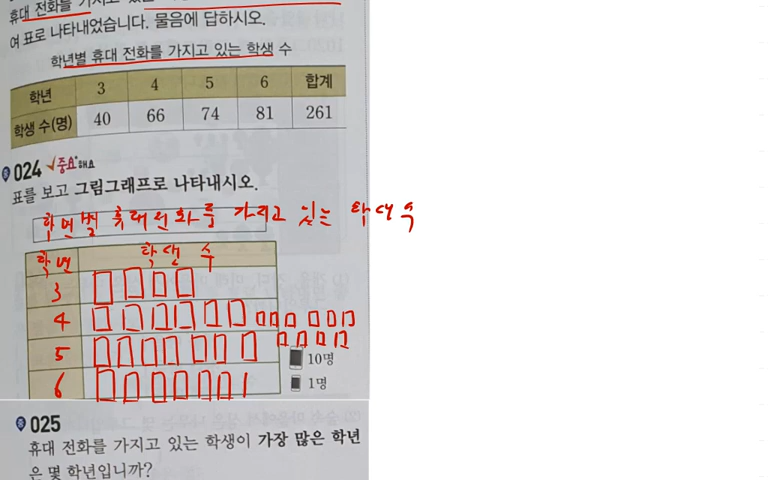 휴대 전화를 가지고 있는
여 표로 나타내었습니다. 물음에 답하시오.
학년별 휴대 전화를 가지고 있는 학생 수
학년 3 4 5 6 합계
학생 수(명) 40 66 74 81 261
024 중요*
표를 보고 그림그래프로 나타내시오.
학년별 휴대전화를 가지고 있는 학생 수
학년 학생 수
3
4
5
10명
6
1명
025
휴대 전화를 가지고 있는 학생이 가장 많은 학년
은 몇 학년입니까?